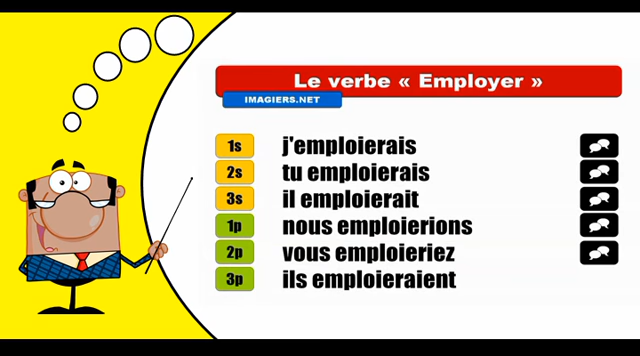 Le verbe « Employer »
IMAGIERS.NET
1s j'emploierais
2s tu emploierais
3s il emploierait
1p nous emploierions
2p vous emploieriez
3p ils emploieraient